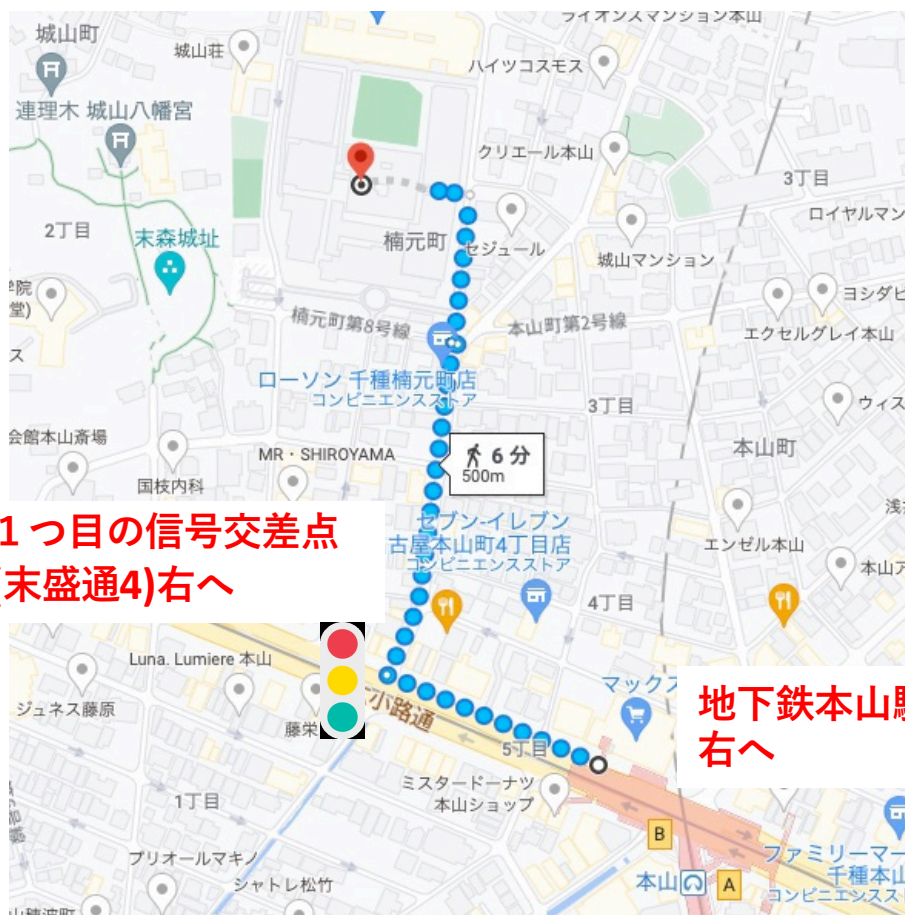 ライオンズマンション本山
城山町
城山荘
ハイツコスモス
連理木 城山八幡宮
クリエール本山
3丁目
ロイヤルマン
2丁目
末森城址
楠元町
セジュール
城山マンション
学院
堂)
ヨシダビ
楠元町第8号線
本山町第2号線
エクセルグレイ本山
ス
ローソン 千種楠元町店
コンビニエンスストア
3丁目
ウィス
会館本山斎場
MR・SHIROYAMA
6 分
500m
本山町
国枝内科
１つ目の信号交差点
(末盛通4)右へ
セブン-イレブン
古屋本山町4丁目店
コンビニエンスストア
エンゼル本山
浅
本山ア
4丁目
Luna. Lumiere 本山
マックス
ジュネス藤原
藤栄
小路通
5丁目
地下鉄本山駅
右へ
ミスタードーナツ
本山ショップ
1丁目
B
プリオールマキノ
ファミリーマー
千種本山
コンビニエンスス
シャトレ松竹
本山
A
山穂波町